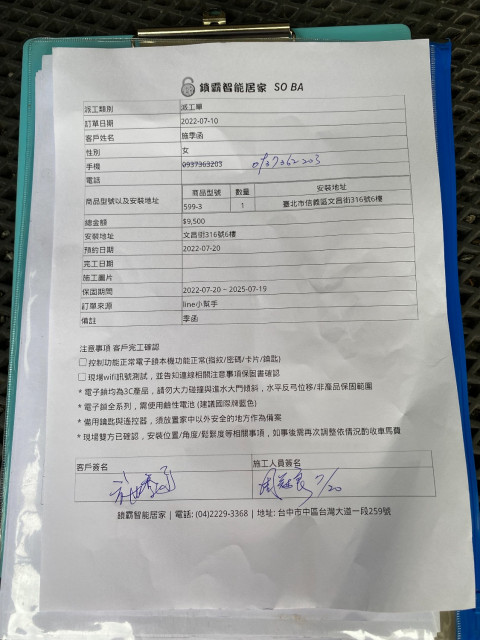 鎖霸智能居家 SO BA
派工類別 派工單
訂單日期 2022-07-10
客戶姓名 施季函
性別 女
手機 0937363203 0937362203
電話
商品型號以及安裝地址 商品型號 數量 安裝地址
599-3 1 臺北市信義區文昌街316號6樓
總金額 $9,500
安裝地址 文昌街316號6樓
預約日期 2022-07-20
完工日期
施工圖片
保固期間 2022-07-20 ~ 2025-07-19
訂單來源 line小幫手
備註 季函
注意事項 客戶完工確認
控制功能正常電子鎖本機功能正常(指紋/密碼/卡片/鑰匙)
現場wifi訊號測試，並告知連線相關注意事項保固書確認
* 電子鎖均為3C產品，請勿大力碰撞與進水大門傾斜，水平反弓位移/非產品保固範圍
* 電子鎖全系列，需使用鹼性電池 (建議國際牌藍色)
* 備用鑰匙與遙控器，須放置家中以外安全的地方作為備案
* 現場雙方已確認，安裝位置/角度/鬆緊度等相關事項，如事後需再次調整依情況酌收車馬費
客戶簽名 施工人員簽名
施季函 7/20
鎖霸智能居家 | 電話: (04)2229-3368 | 地址: 台中市中區台灣大道一段259號